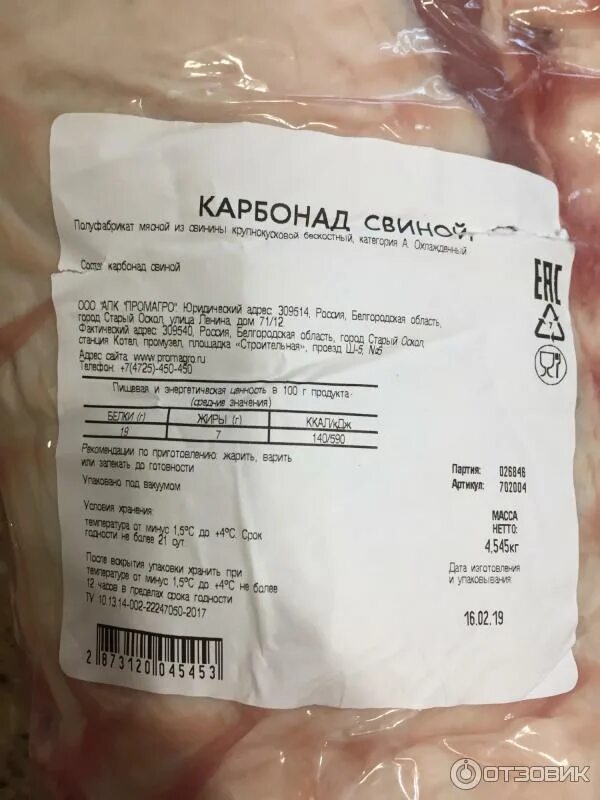 КАРБОНАД СВИНОЙ,
Полуфабрикат мясной из свинины крупнокусковой бескостный, категория А. Охлажденный
Состав: карбонад свиной
ООО "АПК "ПРОМАГРО". Юридический адрес: 309514, Россия, Белгородская область,
город Старый Оскол, улица Ленина, дом 71/12.
Фактический адрес: 309540, Россия, Белгородская область, город Старый Оскол,
станция Котел, промузел, площадка «Строительная», проезд Ш-5, №5
Адрес сайта: www.promagro.ru
Телефон: +7(4725)-450-450
Пищевая и энергетическая ценность в 100 г продукта
(средние значения)
БЕЛКИ (г) ЖИРЫ (г) ККАЛ/кДж
19 7 140/590
Рекомендации по приготовлению: жарить, варить
или запекать до готовности
Упаковано под вакуумом
Условия хранения:
температура от минус 1,5°С до +4°С. Срок
годности не более 21 сут.
После вскрытия упаковки хранить при
температуре от минус 1,5°С до +4°С не более
12 часов в пределах срока годности
TV 10.13.14-002-22247060-2017
2 873120 045453
EAC
Партия: 026846
Артикул: 702004
МАССА
НЕТТО:
4,545кг
Дата изготовления
и упаковывания:
16.02.19
ОТЗОВИК